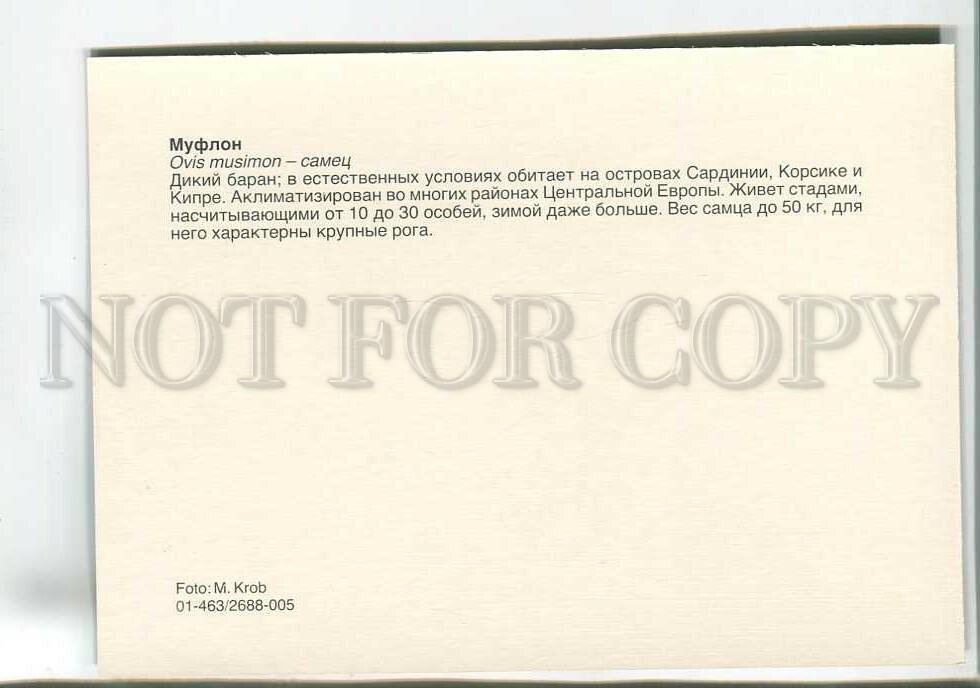 Муфлон
Ovis musimon – самец
Дикий баран; в естественных условиях обитает на островах Сардинии, Корсике и
Кипре. Аклиматизирован во многих районах Центральной Европы. Живет стадами,
насчитывающими от 10 до 30 особей, зимой даже больше. Вес самца до 50 кг, для
него характерны крупные рога.
NOT FOR COPY
Foto: M. Krob
01-463/2688-005